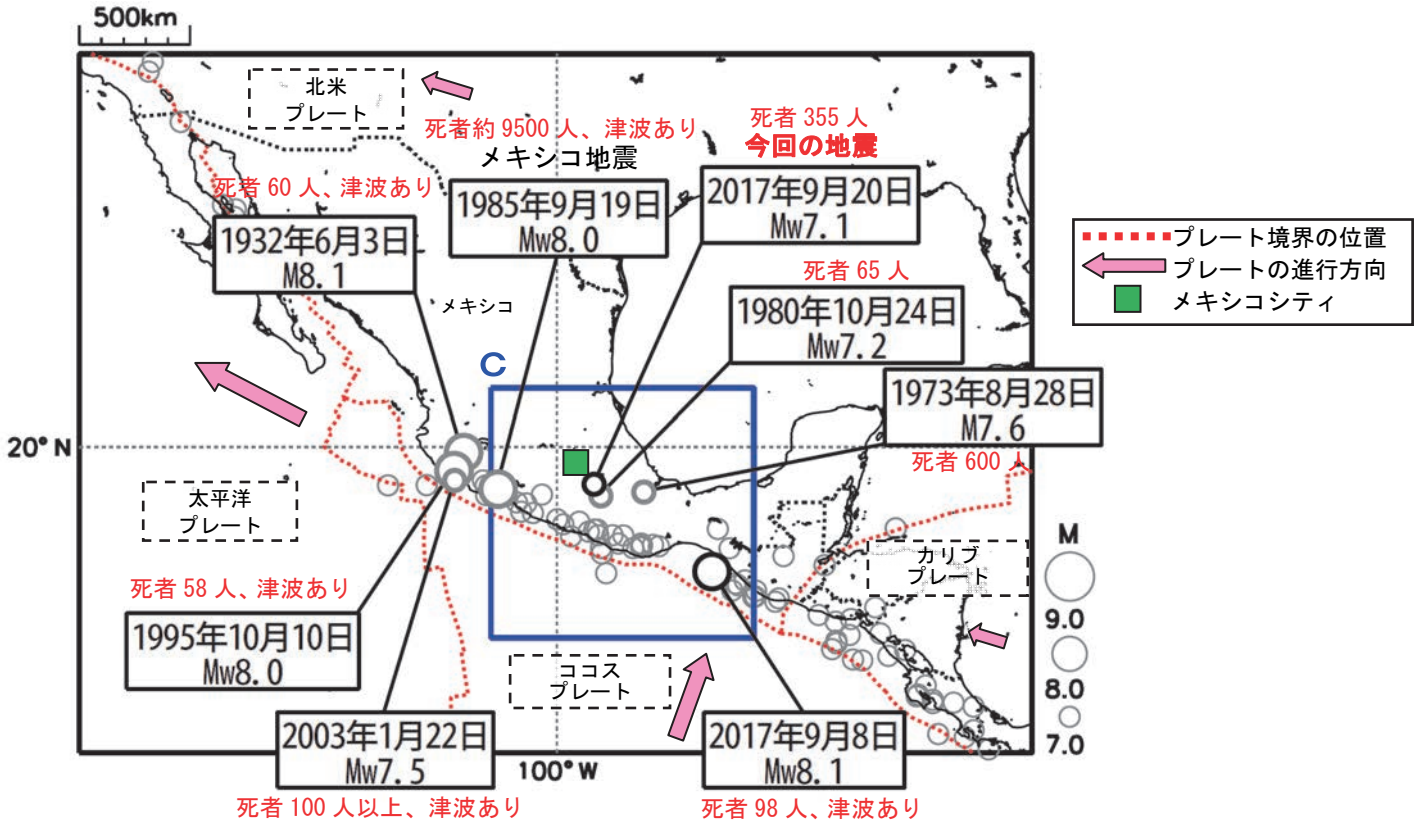 500km
北米
プレート
死者約 9500 人、津波あり
メキシコ地震
死者 355 人
今回の地震
死者 60 人、津波あり
1932年6月3日
M8.1
1985年9月19日
Mw8.0
2017年9月20日
Mw7.1
プレート境界の位置
プレートの進行方向
メキシコシティ
死者 65 人
1980年10月24日
Mw7.2
メキシコ
C
1973年8月28日
M7.6
死者 600 人
20°N
太平洋
プレート
カリブ
プレート
M
9.0
8.0
7.0
死者 58 人、津波あり
1995年10月10日
Mw8.0
ココス
プレート
2003年1月22日
Mw7.5
死者 100 人以上、津波あり
100°W
2017年9月8日
Mw8.1
死者 98 人、津波あり